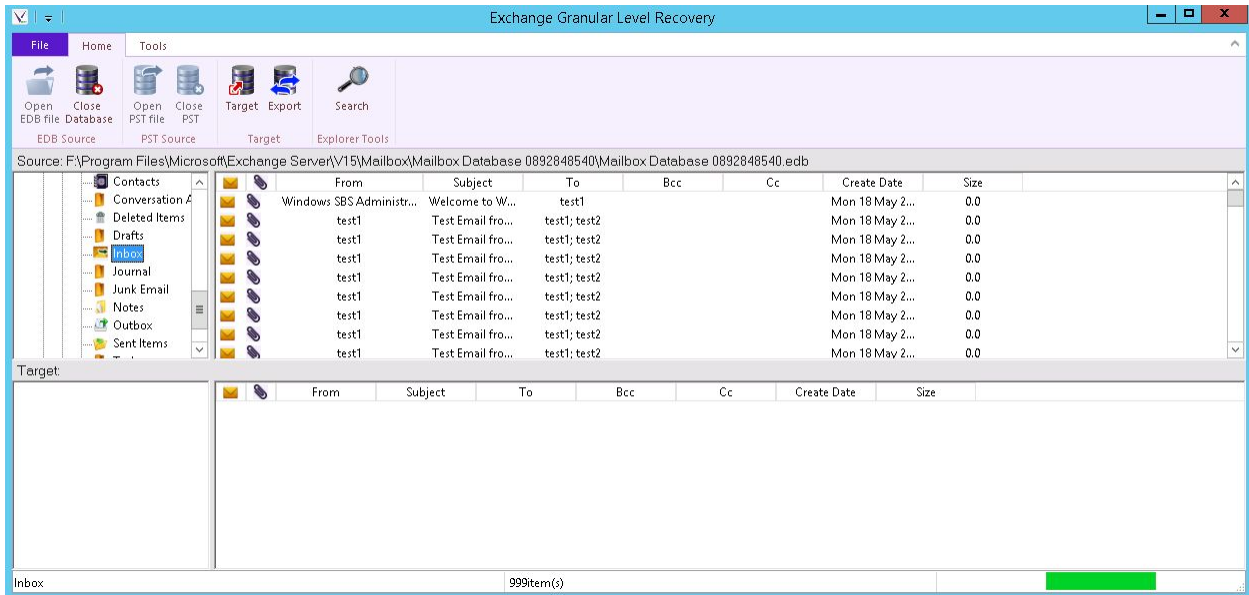 Exchange Granular Level Recovery
File Home Tools
Open EDB file Close Database Open PST file Close PST Target Export Search
EDB Source PST Source Target Explorer Tools
Source: F:\Program Files\Microsoft\Exchange Server\V15\Mailbox\Mailbox Database 0892848540\Mailbox Database 0892848540.edb
Contacts
Conversation A
Deleted Items
Drafts
Inbox
Journal
Junk Email
Notes
Outbox
Sent Items
From Subject To Bcc Cc Create Date Size
Windows SBS Administr... Welcome to W... test1 Mon 18 May 2... 0.0
test1 Test Email fro... test1; test2 Mon 18 May 2... 0.0
test1 Test Email fro... test1; test2 Mon 18 May 2... 0.0
test1 Test Email fro... test1; test2 Mon 18 May 2... 0.0
test1 Test Email fro... test1; test2 Mon 18 May 2... 0.0
test1 Test Email fro... test1; test2 Mon 18 May 2... 0.0
test1 Test Email fro... test1; test2 Mon 18 May 2... 0.0
test1 Test Email fro... test1; test2 Mon 18 May 2... 0.0
test1 Test Email fro... test1; test2 Mon 18 May 2... 0.0
Target:
From Subject To Bcc Cc Create Date Size
Inbox 999item(s)